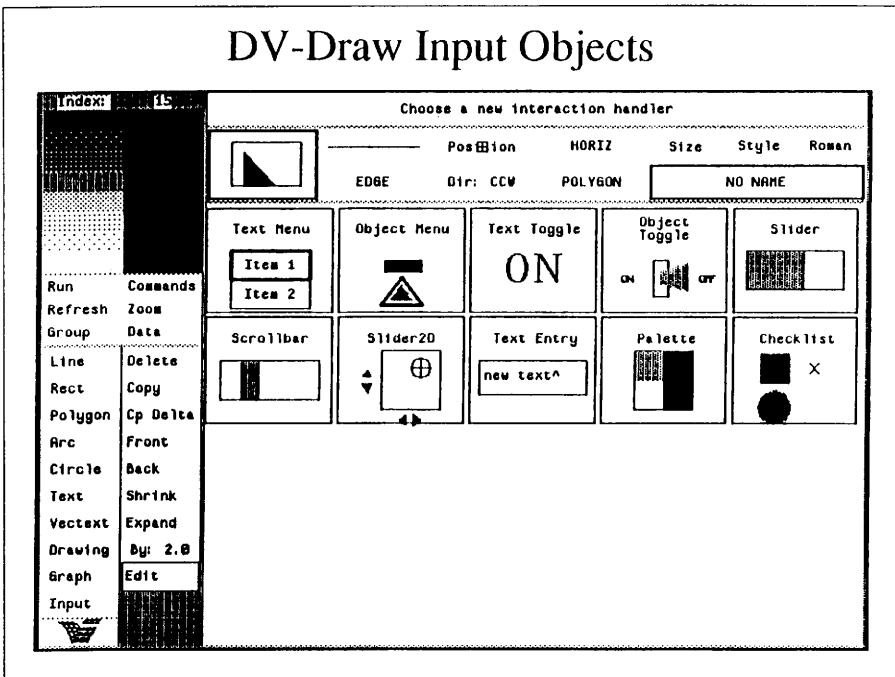 DV-Draw Input Objects
Index: 15
Choose a new interaction handler
Position HORIZ Size Style Roman
EDGE Dir: CCW POLYGON NO NAME
Text Menu
Item 1
Item 2
Object Menu
Text Toggle
ON
Object
Toggle
ON OFF
Slider
Scrollbar
Slider2D
Text Entry
new text^
Palette
Checklist
X
Run Commands
Refresh Zoom
Group Data
Line Delete
Rect Copy
Polygon Cp Delta
Arc Front
Circle Back
Text Shrink
Vectext Expand
Drawing By: 2.0
Graph Edit
Input